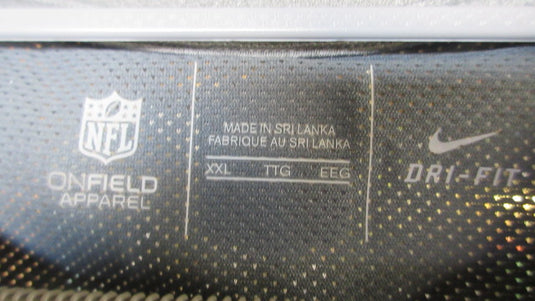 NFL
ONFIELD
APPAREL
MADE IN SRI LANKA
FABRIQUE AU SRI LANKA
XXL TTG EEG
DRI-FIT